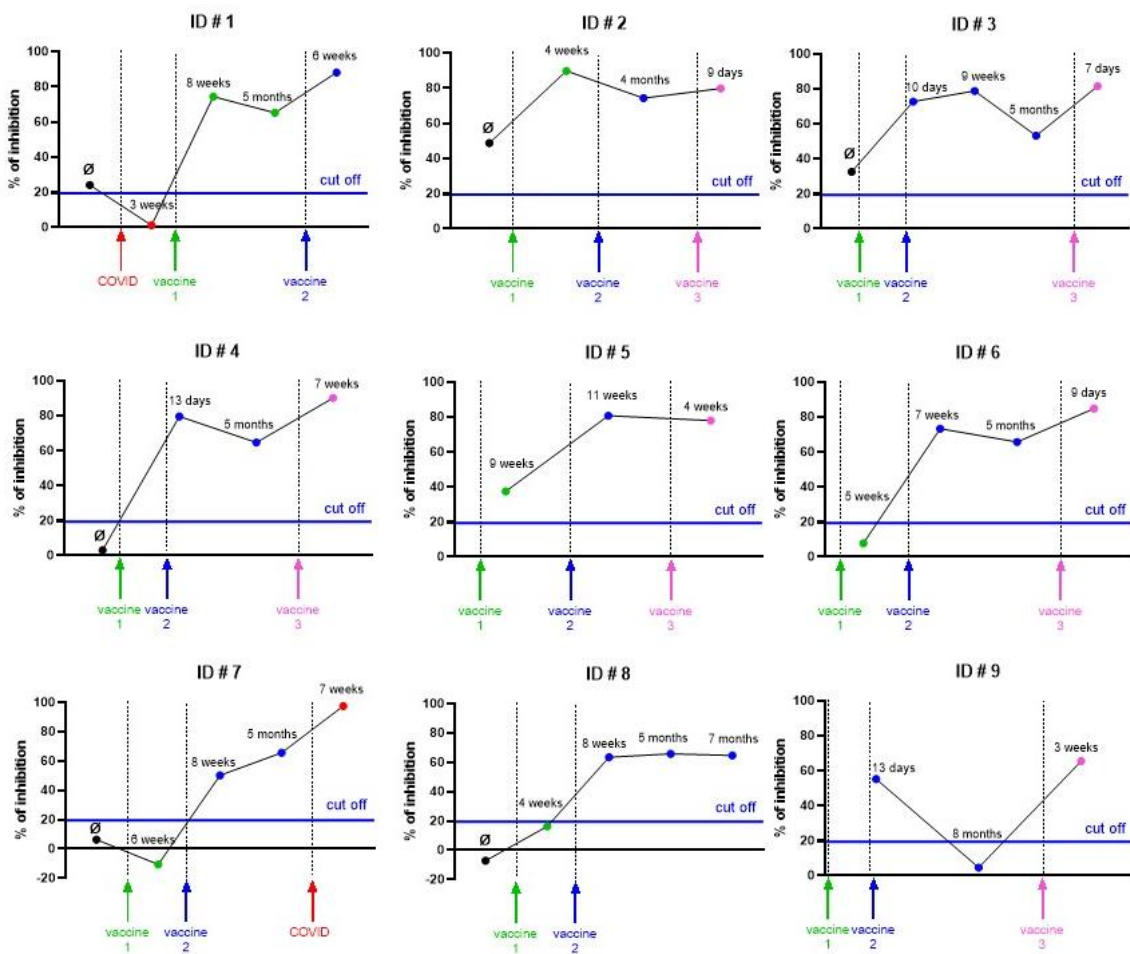 ID # 1
% of inhibition
100
80
60
40
20
0
Ø
3 weeks
8 weeks
5 months
6 weeks
cut off
COVID
vaccine
1
vaccine
2
ID # 2
% of inhibition
100
80
60
40
20
0
Ø
4 weeks
4 months
9 days
cut off
vaccine
1
vaccine
2
vaccine
3
ID # 3
% of inhibition
100
80
60
40
20
0
Ø
10 days
9 weeks
5 months
7 days
cut off
vaccine
1
vaccine
2
vaccine
3
ID # 4
% of inhibition
100
80
60
40
20
0
Ø
13 days
5 months
7 weeks
cut off
vaccine
1
vaccine
2
vaccine
3
ID # 5
% of inhibition
100
80
60
40
20
0
9 weeks
11 weeks
4 weeks
cut off
vaccine
1
vaccine
2
vaccine
3
ID # 6
% of inhibition
100
80
60
40
20
0
5 weeks
7 weeks
5 months
9 days
cut off
vaccine
1
vaccine
2
vaccine
3
ID # 7
% of inhibition
100
80
60
40
20
0
-20
Ø
6 weeks
8 weeks
5 months
7 weeks
cut off
vaccine
1
vaccine
2
COVID
ID # 8
% of inhibition
100
80
60
40
20
0
-20
Ø
4 weeks
8 weeks
5 months
7 months
cut off
vaccine
1
vaccine
2
ID # 9
% of inhibition
100
80
60
40
20
0
13 days
8 months
3 weeks
cut off
vaccine
1
vaccine
2
vaccine
3